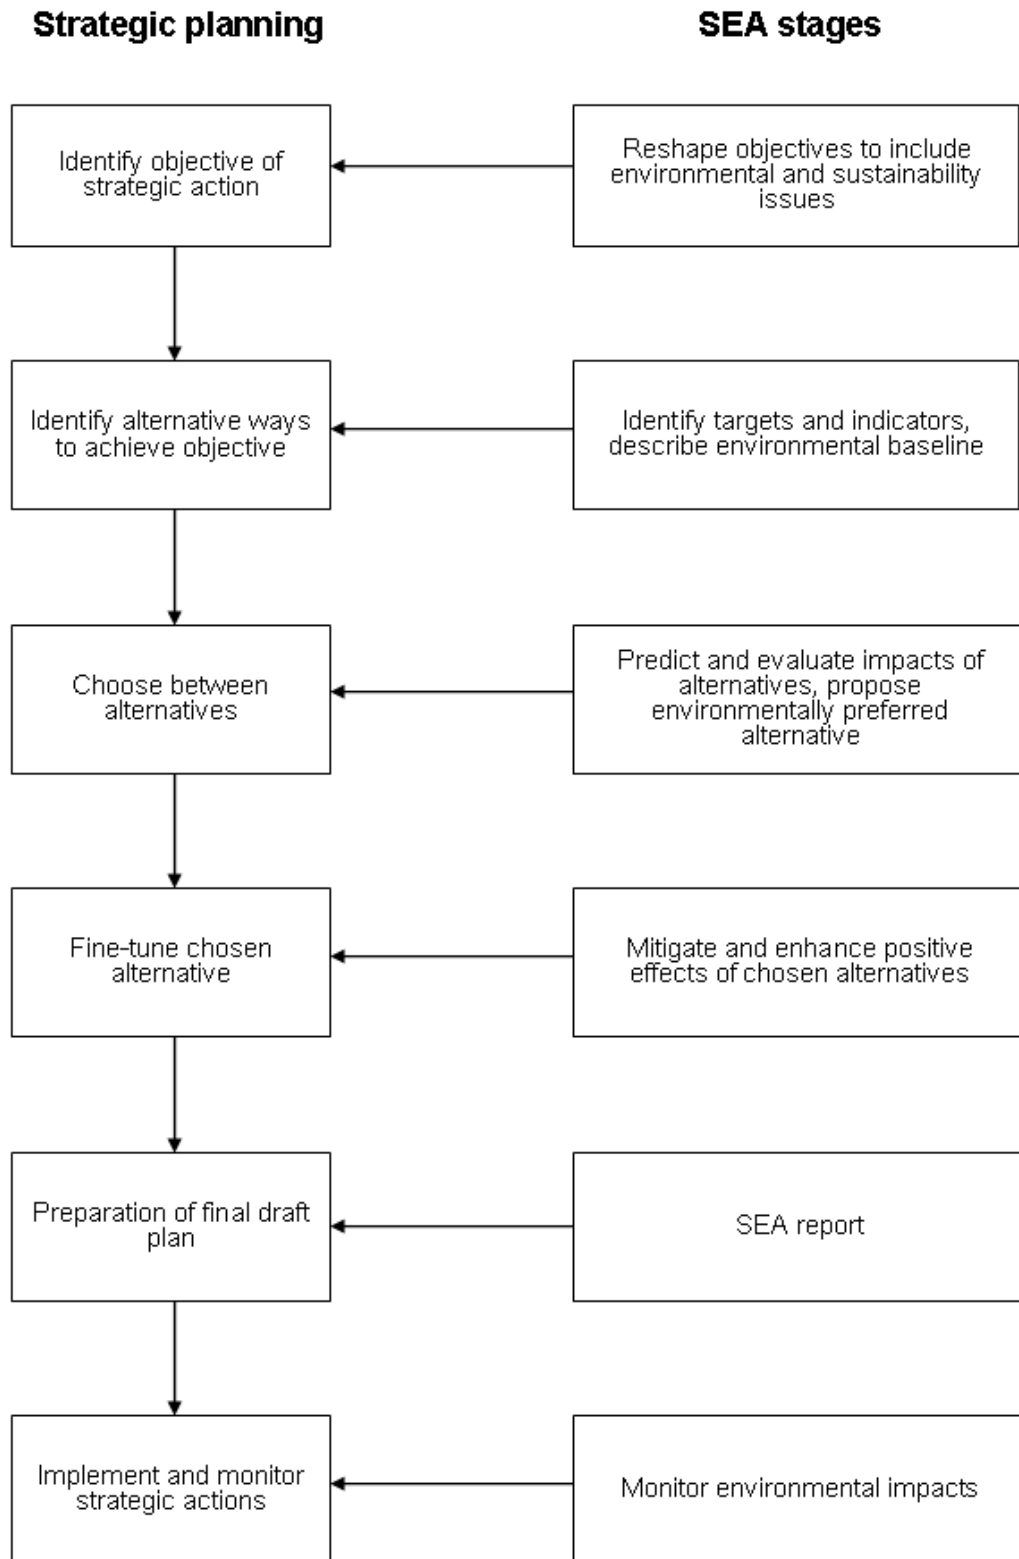 Strategic planning
SEA stages
Identify objective of
strategic action
Reshape objectives to include
environmental and sustainability
issues
Identify alternative ways
to achieve objective
Identify targets and indicators,
describe environmental baseline
Choose between
alternatives
Predict and evaluate impacts of
alternatives, propose
environmentally preferred
alternative
Fine-tune chosen
alternative
Mitigate and enhance positive
effects of chosen alternatives
Preparation of final draft
plan
SEA report
Implement and monitor
strategic actions
Monitor environmental impacts